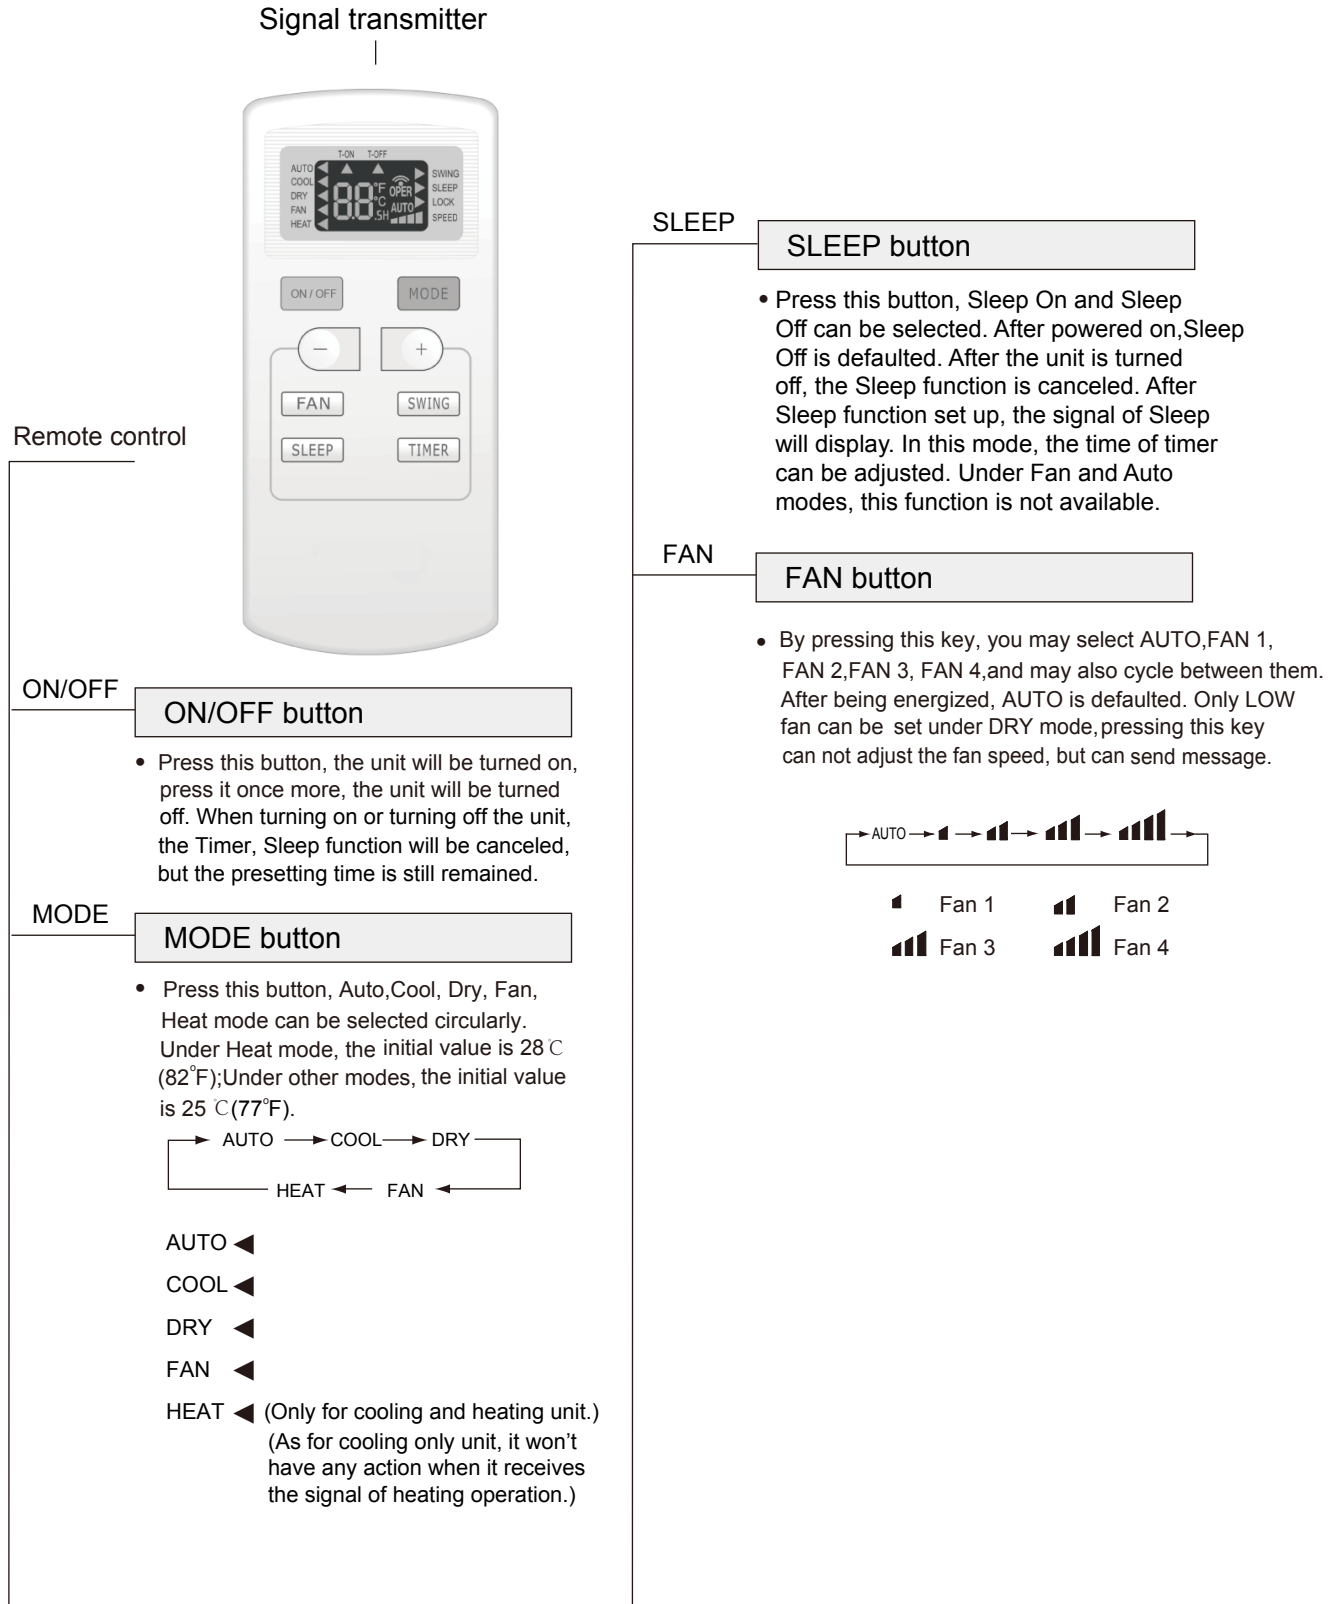 Signal transmitter
T-ON T-OFF
AUTO
COOL
DRY
FAN
HEAT
88 °F °C .5H
OPER
AUTO
SWING
SLEEP
LOCK
SPEED
ON / OFF MODE
− +
FAN SWING
SLEEP TIMER
Remote control
ON/OFF
ON/OFF button
• Press this button, the unit will be turned on,
press it once more, the unit will be turned
off. When turning on or turning off the unit,
the Timer, Sleep function will be canceled,
but the presetting time is still remained.
MODE
MODE button
• Press this button, Auto,Cool, Dry, Fan,
Heat mode can be selected circularly.
Under Heat mode, the initial value is 28℃
(82°F);Under other modes, the initial value
is 25 ℃(77°F).
AUTO COOL DRY
HEAT FAN
AUTO ◀
COOL ◀
DRY ◀
FAN ◀
HEAT ◀ (Only for cooling and heating unit.)
(As for cooling only unit, it won't
have any action when it receives
the signal of heating operation.)
SLEEP
SLEEP button
• Press this button, Sleep On and Sleep
Off can be selected. After powered on,Sleep
Off is defaulted. After the unit is turned
off, the Sleep function is canceled. After
Sleep function set up, the signal of Sleep
will display. In this mode, the time of timer
can be adjusted. Under Fan and Auto
modes, this function is not available.
FAN
FAN button
• By pressing this key, you may select AUTO,FAN 1,
FAN 2,FAN 3, FAN 4,and may also cycle between them.
After being energized, AUTO is defaulted. Only LOW
fan can be set under DRY mode,pressing this key
can not adjust the fan speed, but can send message.
AUTO
Fan 1 Fan 2
Fan 3 Fan 4